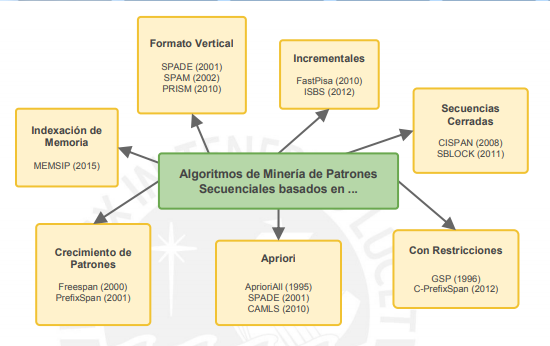 Formato Vertical
SPADE (2001)
SPAM (2002)
PRISM (2010)
Incrementales
FastPisa (2010)
ISBS (2012)
Secuencias
Cerradas
CISPAN (2008)
SBLOCK (2011)
Indexación de
Memoria
MEMSIP (2015)
Algoritmos de Minería de Patrones
Secuenciales basados en ...
Crecimiento de
Patrones
Freespan (2000)
PrefixSpan (2001)
Apriori
AprioriAll (1995)
SPADE (2001)
CAMLS (2010)
Con Restricciones
GSP (1996)
C-PrefixSpan (2012)